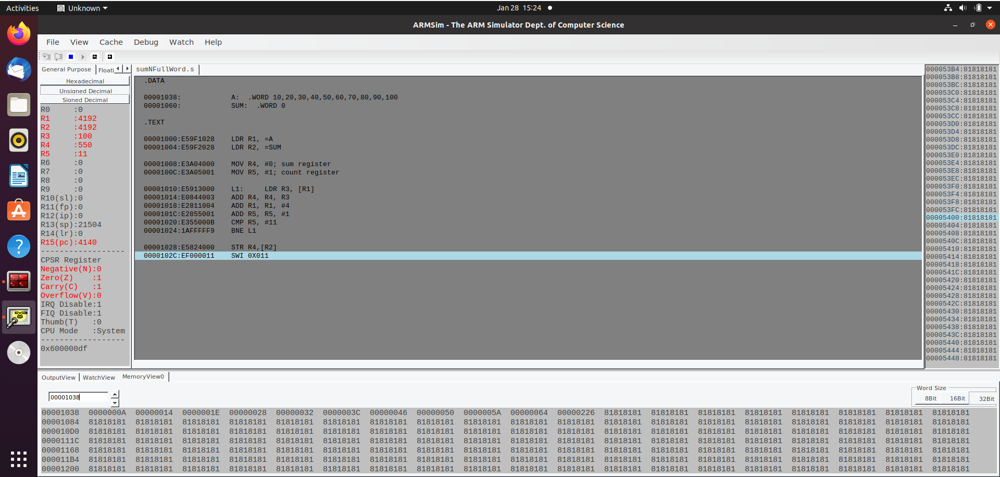 Activities Unknown Jan 28 15:24
ARMSim - The ARM Simulator Dept. of Computer Science
File View Cache Debug Watch Help
General Purpose Floati sumNFullWord.s
Hexadecimal
Unsigned Decimal
Signed Decimal
R0 :0
R1 :4192
R2 :4192
R3 :100
R4 :550
R5 :11
R6 :0
R7 :0
R8 :0
R9 :0
R10(sl):0
R11(fp):0
R12(ip):0
R13(sp):21504
R14(lr):0
R15(pc):4140
------------------
CPSR Register
Negative(N):0
Zero(Z) :1
Carry(C) :1
Overflow(V):0
IRQ Disable:1
FIQ Disable:1
Thumb(T) :0
CPU Mode :System
------------------
0x600000df
.DATA
00001038: A: .WORD 10,20,30,40,50,60,70,80,90,100
00001060: SUM: .WORD 0
.TEXT
00001000:E59F1028 LDR R1, =A
00001004:E59F2028 LDR R2, =SUM
00001008:E3A04000 MOV R4, #0; sum register
0000100C:E3A05001 MOV R5, #1; count register
00001010:E5913000 L1: LDR R3, [R1]
00001014:E0844003 ADD R4, R4, R3
00001018:E2811004 ADD R1, R1, #4
0000101C:E2855001 ADD R5, R5, #1
00001020:E355000B CMP R5, #11
00001024:1AFFFFF9 BNE L1
00001028:E5824000 STR R4,[R2]
0000102C:EF000011 SWI 0X011
000053B4:81818181
000053B8:81818181
000053BC:81818181
000053C0:81818181
000053C4:81818181
000053C8:81818181
000053CC:81818181
000053D0:81818181
000053D4:81818181
000053D8:81818181
000053DC:81818181
000053E0:81818181
000053E4:81818181
000053E8:81818181
000053EC:81818181
000053F0:81818181
000053F4:81818181
000053F8:81818181
000053FC:81818181
00005400:81818181
00005404:81818181
00005408:81818181
0000540C:81818181
00005410:81818181
00005414:81818181
00005418:81818181
0000541C:81818181
00005420:81818181
00005424:81818181
00005428:81818181
0000542C:81818181
00005430:81818181
00005434:81818181
00005438:81818181
0000543C:81818181
00005440:81818181
00005444:81818181
00005448:81818181
OutputView WatchView MemoryView0
00001038
Word Size
8Bit 16Bit 32Bit
00001038 0000000A 00000014 0000001E 00000028 00000032 0000003C 00000046 00000050 0000005A 00000064 00000226 81818181 81818181 81818181 81818181 81818181 81818181 81818181 81818181
00001084 81818181 81818181 81818181 81818181 81818181 81818181 81818181 81818181 81818181 81818181 81818181 81818181 81818181 81818181 81818181 81818181 81818181 81818181 81818181
000010D0 81818181 81818181 81818181 81818181 81818181 81818181 81818181 81818181 81818181 81818181 81818181 81818181 81818181 81818181 81818181 81818181 81818181 81818181 81818181
0000111C 81818181 81818181 81818181 81818181 81818181 81818181 81818181 81818181 81818181 81818181 81818181 81818181 81818181 81818181 81818181 81818181 81818181 81818181 81818181
00001168 81818181 81818181 81818181 81818181 81818181 81818181 81818181 81818181 81818181 81818181 81818181 81818181 81818181 81818181 81818181 81818181 81818181 81818181 81818181
000011B4 81818181 81818181 81818181 81818181 81818181 81818181 81818181 81818181 81818181 81818181 81818181 81818181 81818181 81818181 81818181 81818181 81818181 81818181 81818181
00001200 81818181 81818181 81818181 81818181 81818181 81818181 81818181 81818181 81818181 81818181 81818181 81818181 81818181 81818181 81818181 81818181 81818181 81818181 81818181